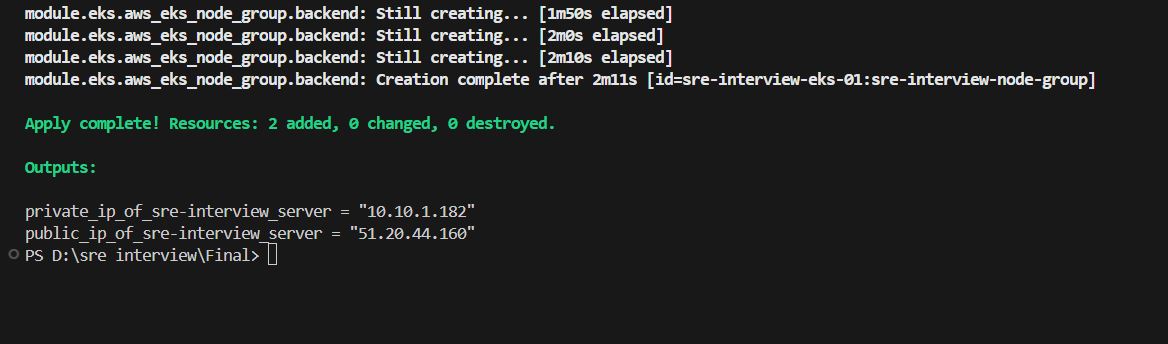 module.eks.aws_eks_node_group.backend: Still creating... [1m50s elapsed]
module.eks.aws_eks_node_group.backend: Still creating... [2m0s elapsed]
module.eks.aws_eks_node_group.backend: Still creating... [2m10s elapsed]
module.eks.aws_eks_node_group.backend: Creation complete after 2m11s [id=sre-interview-eks-01:sre-interview-node-group]
Apply complete! Resources: 2 added, 0 changed, 0 destroyed.
Outputs:
private_ip_of_sre-interview_server = "10.10.1.182"
public_ip_of_sre-interview_server = "51.20.44.160"
PS D:\sre interview\Final>